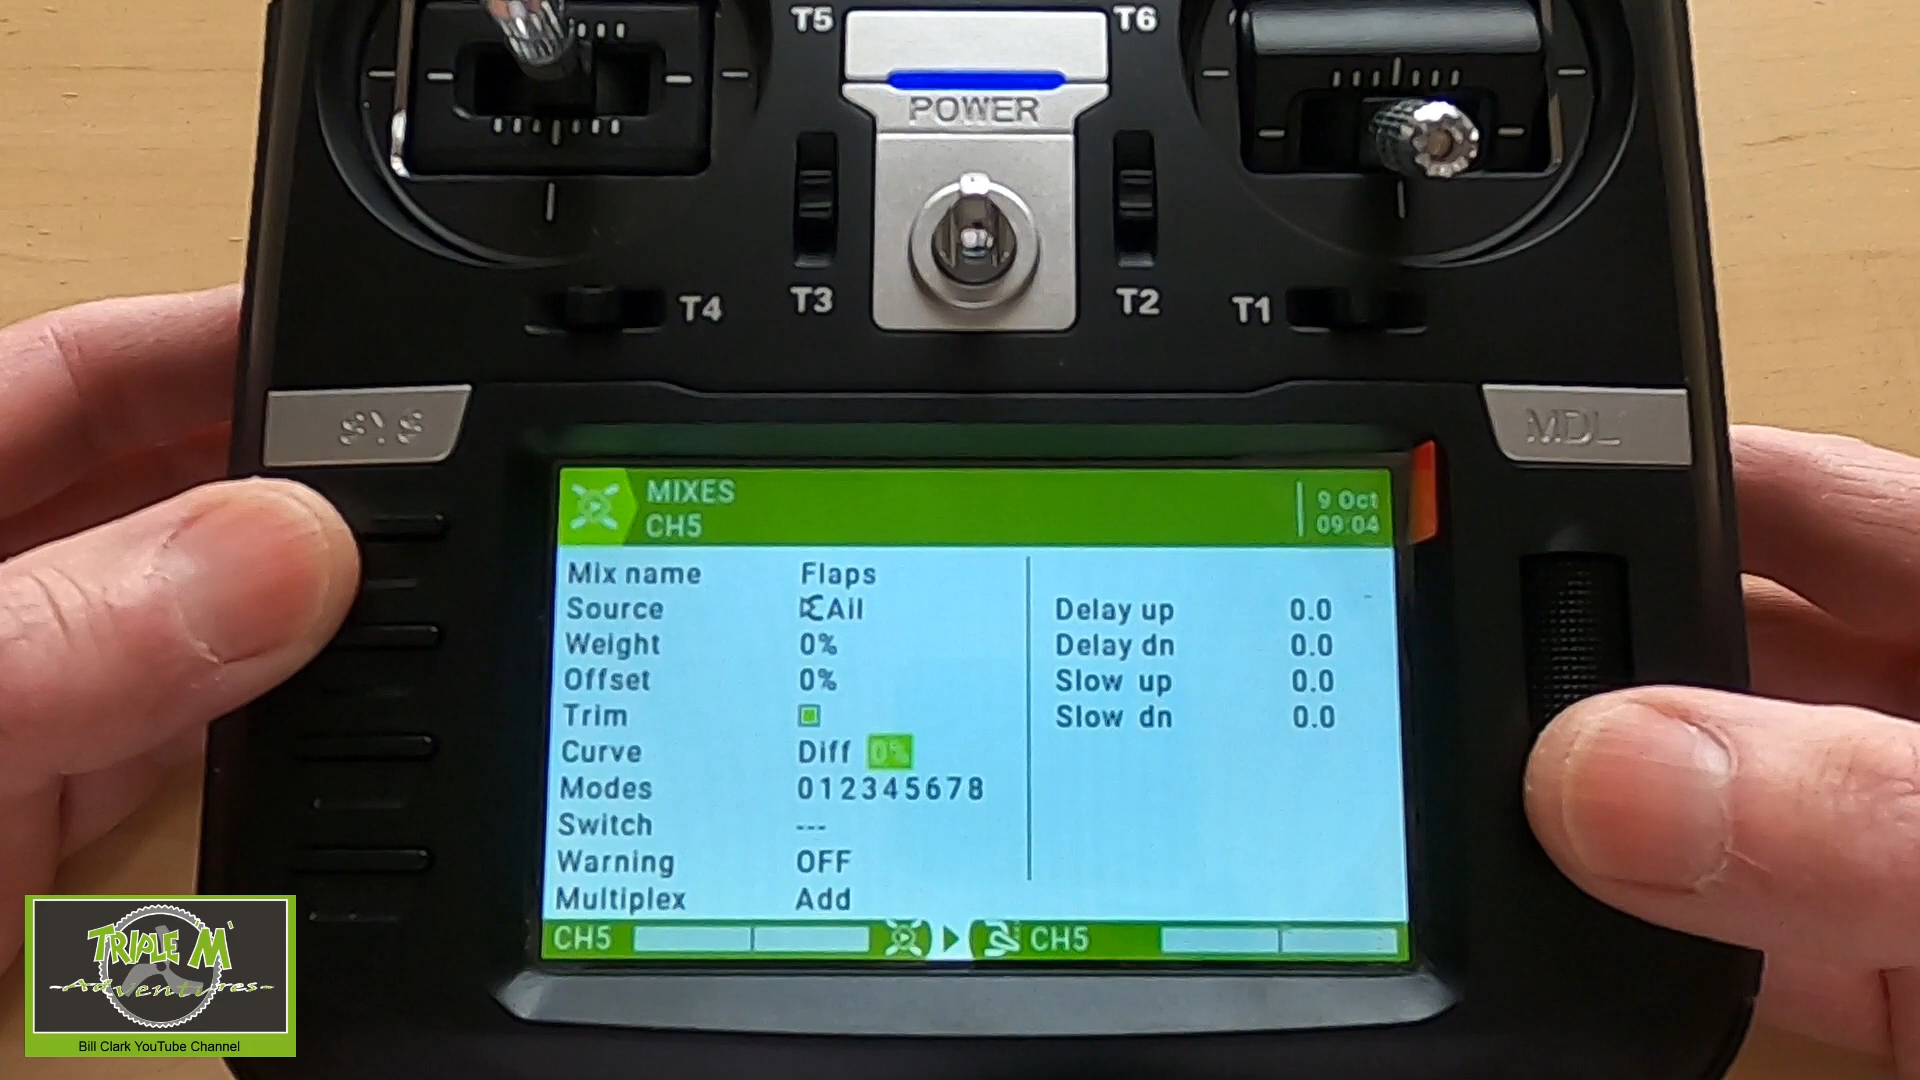 T5
T6
POWER
T4
T3
T2
T1
SYS
MDL
MIXES
CH5
9 Oct
09:04
Mix name Flaps
Source Ail
Weight 0%
Offset 0%
Trim
Curve Diff 0%
Modes 012345678
Switch ---
Warning OFF
Multiplex Add
Delay up 0.0
Delay dn 0.0
Slow up 0.0
Slow dn 0.0
CH5 CH5
TRIPLE M
-Adventures-
Bill Clark YouTube Channel